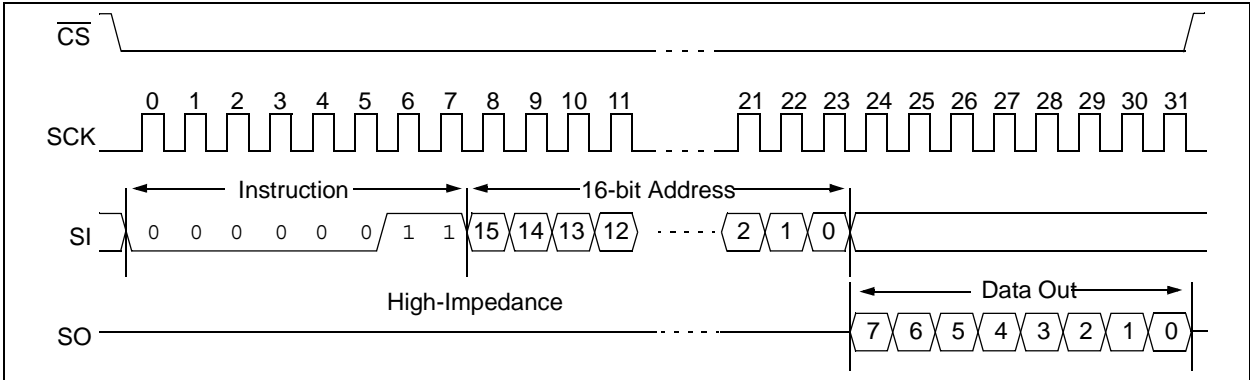 CS
0 1 2 3 4 5 6 7 8 9 10 11 21 22 23 24 25 26 27 28 29 30 31
SCK
Instruction 16-bit Address
SI 0 0 0 0 0 0 1 1 15 14 13 12 2 1 0
High-Impedance Data Out
SO 7 6 5 4 3 2 1 0